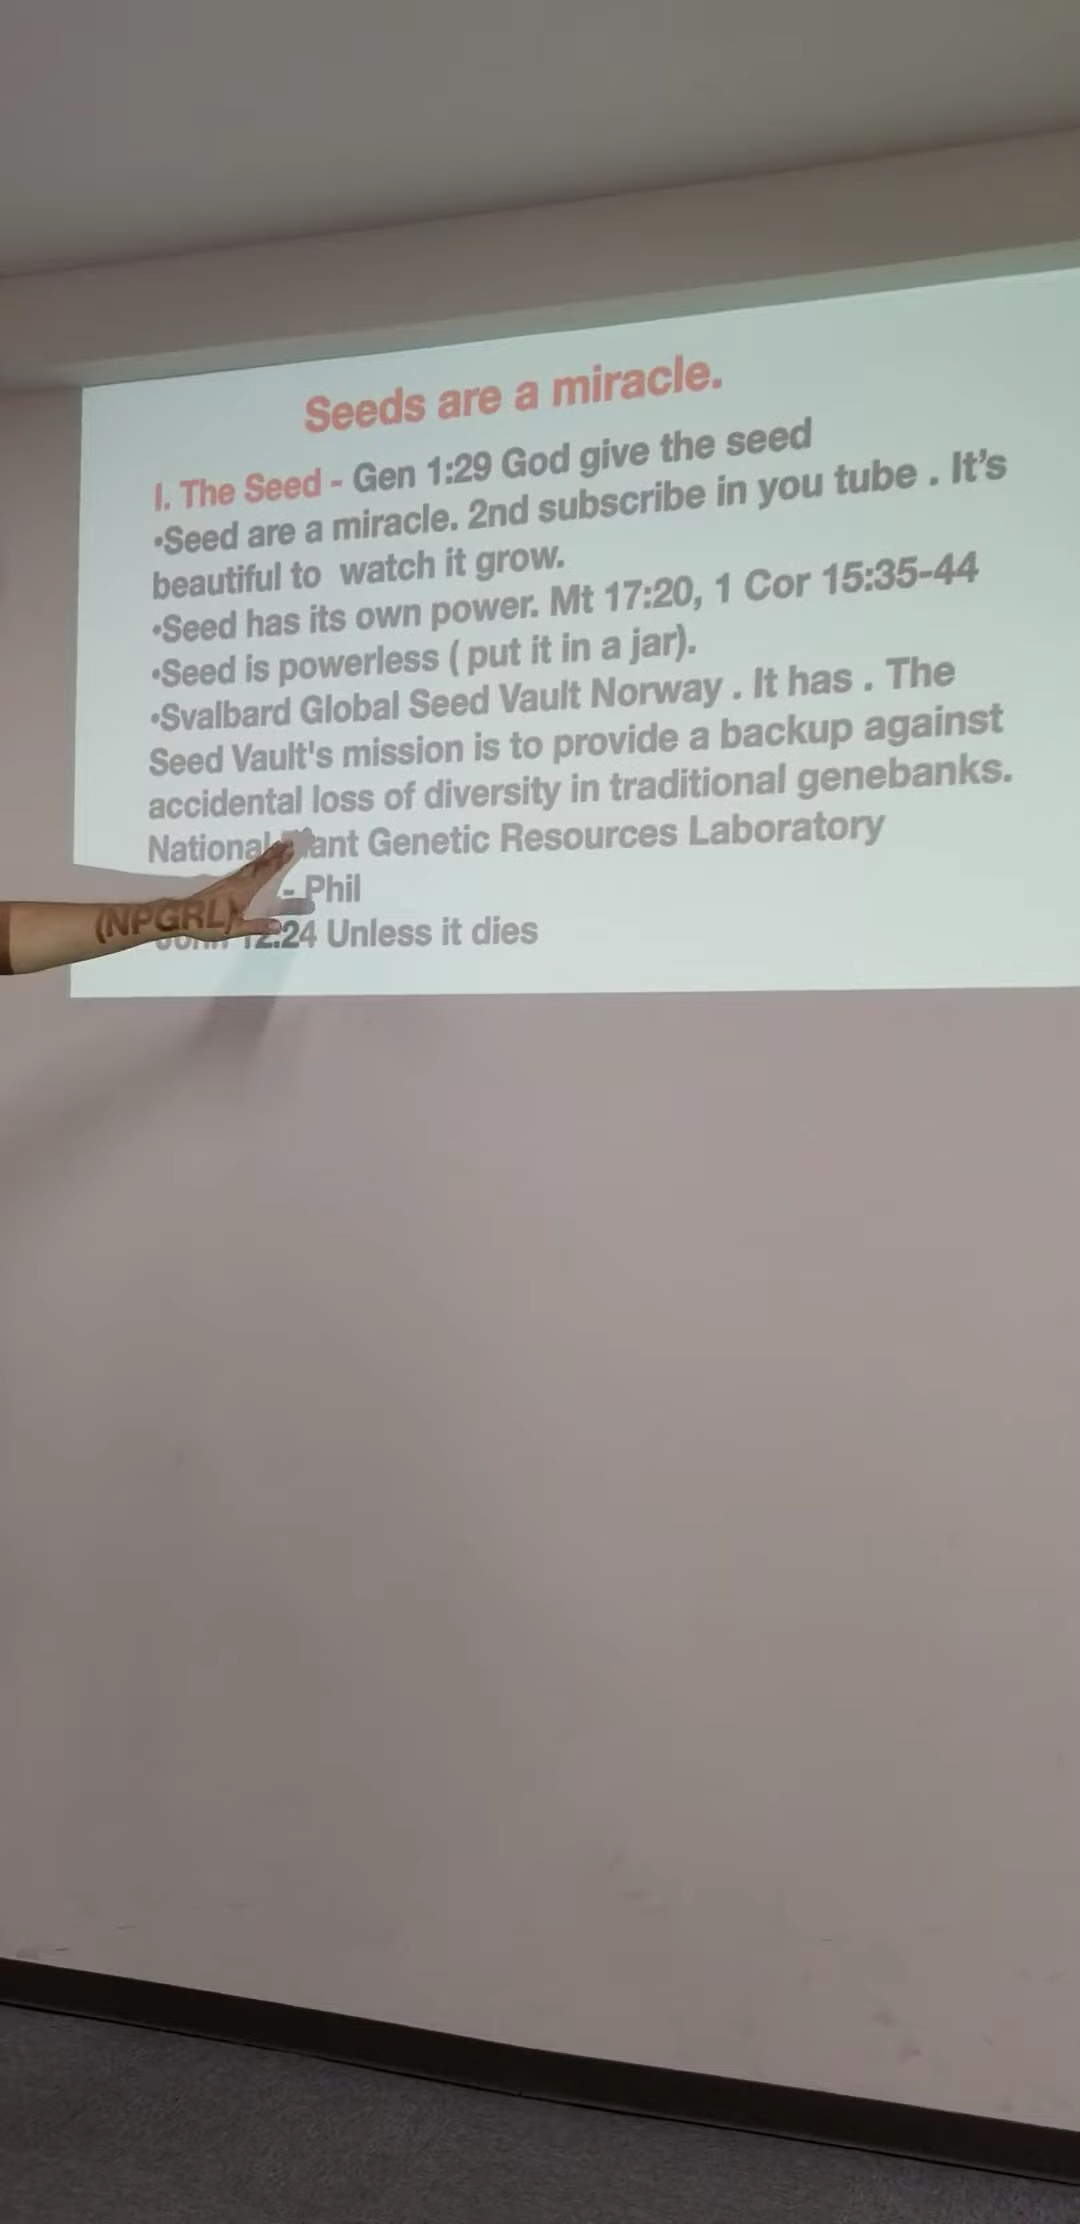 Seeds are a miracle.
I. The Seed - Gen 1:29 God give the seed
•Seed are a miracle. 2nd subscribe in you tube . It's
beautiful to watch it grow.
•Seed has its own power. Mt 17:20, 1 Cor 15:35-44
•Seed is powerless ( put it in a jar).
•Svalbard Global Seed Vault Norway . It has . The
Seed Vault's mission is to provide a backup against
accidental loss of diversity in traditional genebanks.
National Plant Genetic Resources Laboratory
(NPGRL) - Phil
John 12:24 Unless it dies